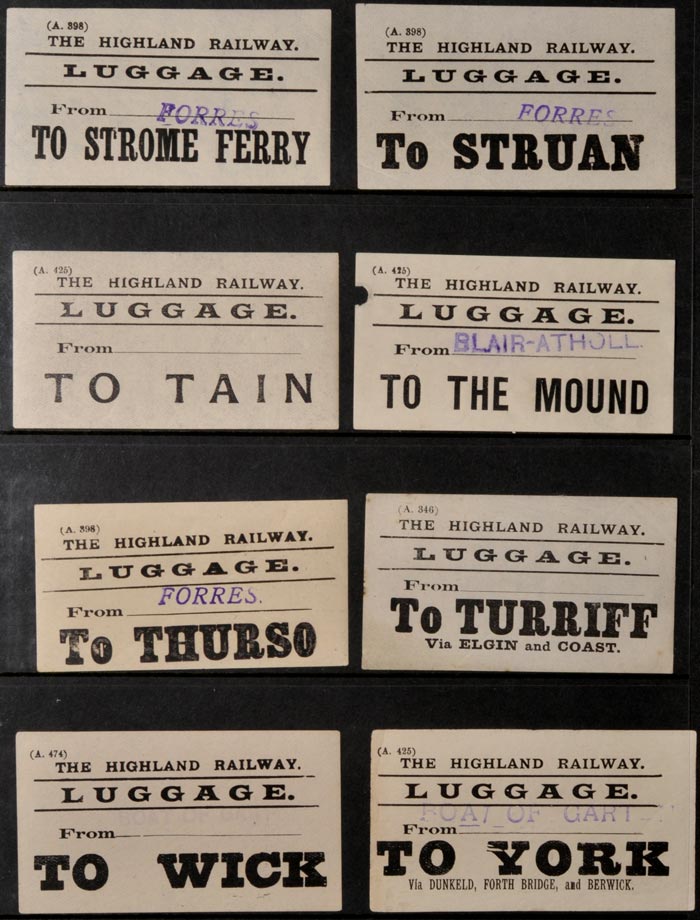 (A. 398)
THE HIGHLAND RAILWAY.
LUGGAGE.
From FORRES
TO STROME FERRY
(A. 398)
THE HIGHLAND RAILWAY.
LUGGAGE.
From FORRES
To STRUAN
(A. 425)
THE HIGHLAND RAILWAY.
LUGGAGE.
From
TO TAIN
(A. 425)
THE HIGHLAND RAILWAY.
LUGGAGE.
From BLAIR-ATHOLL.
TO THE MOUND
(A. 398)
THE HIGHLAND RAILWAY.
LUGGAGE.
FORRES.
From
To THURSO
(A. 346)
THE HIGHLAND RAILWAY.
LUGGAGE.
From
To TURRIFF
Via ELGIN and COAST.
(A. 474)
THE HIGHLAND RAILWAY.
LUGGAGE.
BOAT OF GART
From
TO WICK
(A. 425)
THE HIGHLAND RAILWAY.
LUGGAGE.
BOAT OF GART
From
TO YORK
Via DUNKELD, FORTH BRIDGE, and BERWICK.